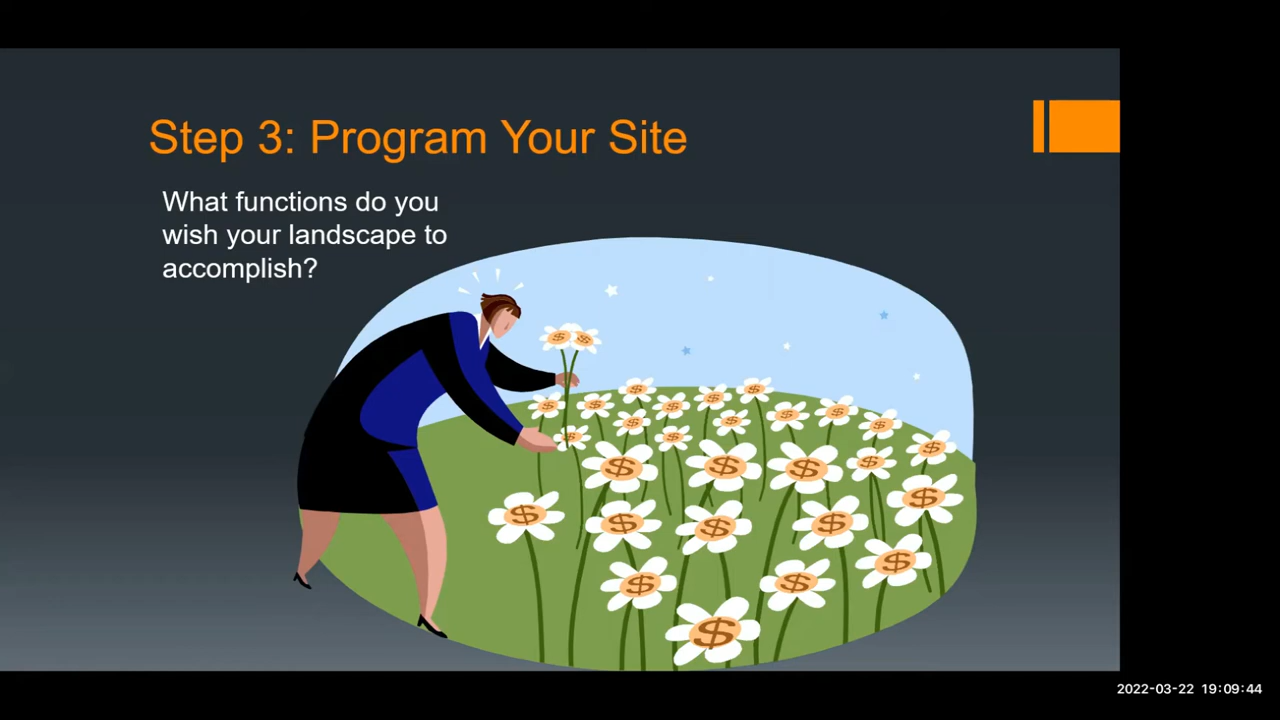 Step 3: Program Your Site
What functions do you
wish your landscape to
accomplish?
$ $
$ $ $ $ $
$ $ $ $ $ $
$ $ $ $ $
$ $ $ $
$ $ $ $ $
$ $ $
$
2022-03-22 19:09:44